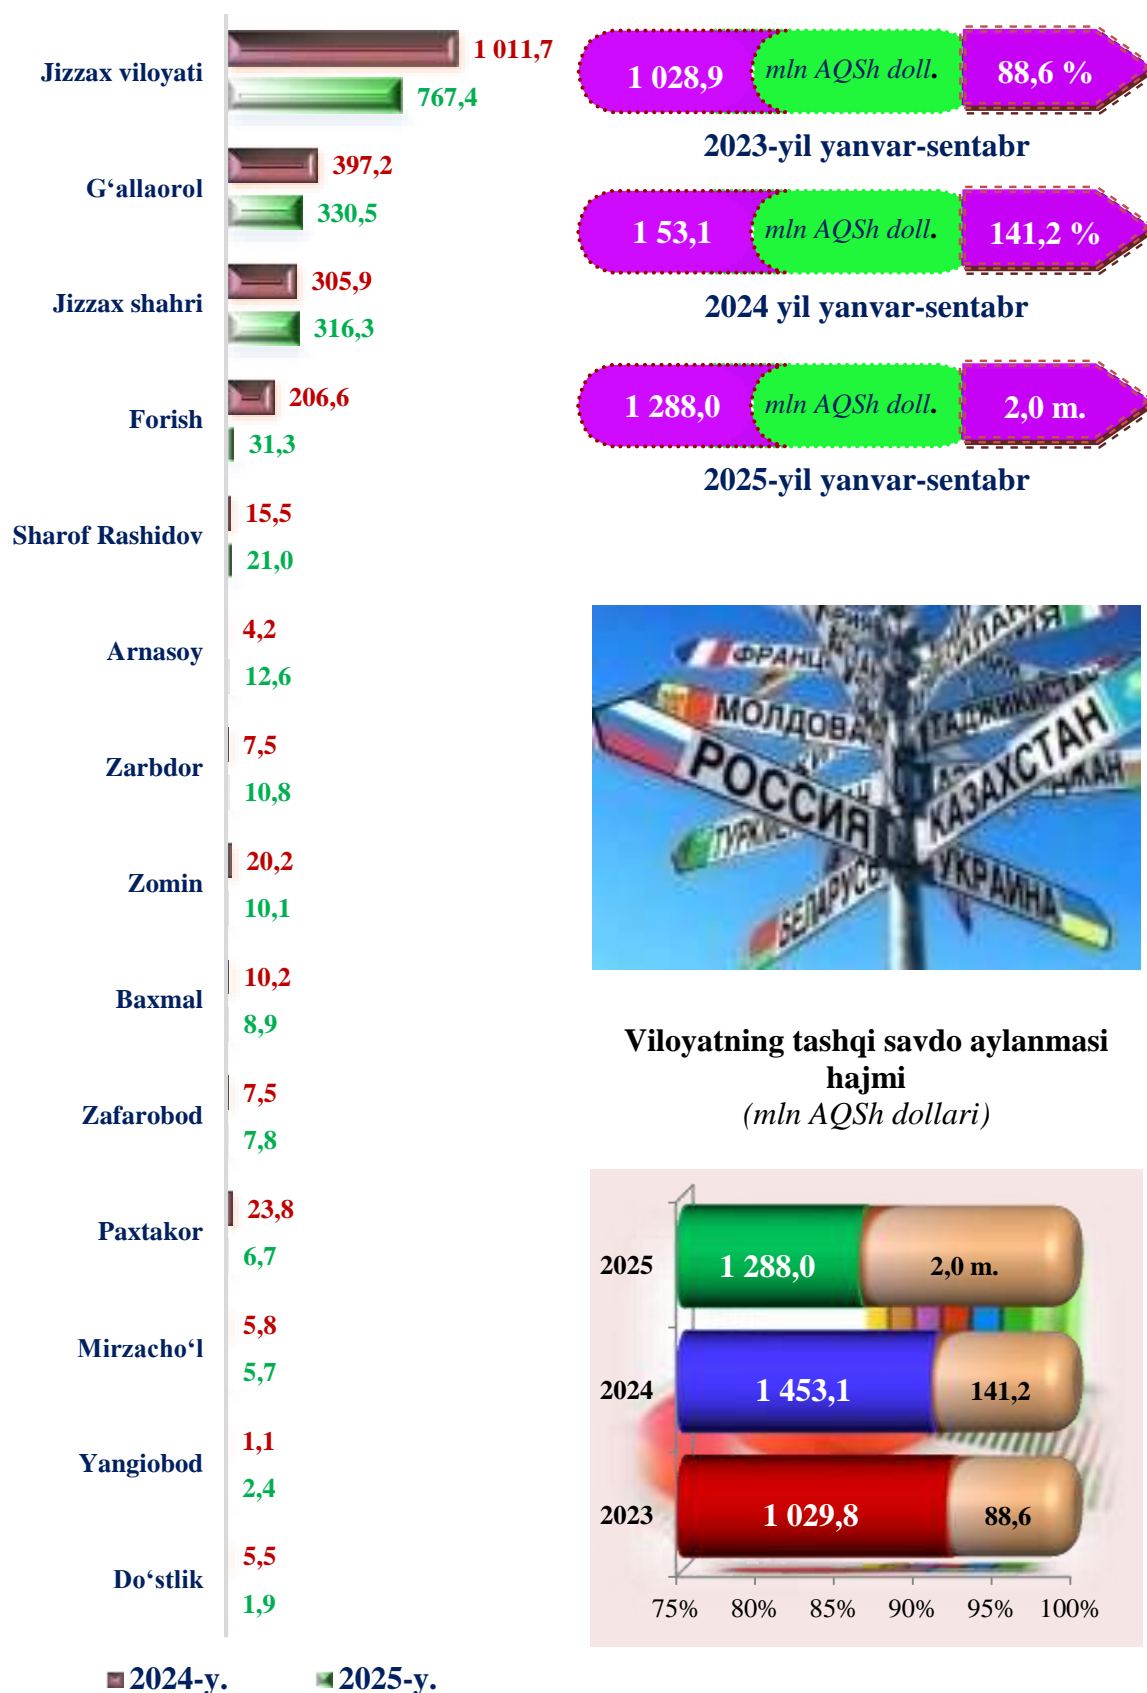 Jizzax viloyati
1 011,7
767,4
G‘allaorol
397,2
330,5
Jizzax shahri
305,9
316,3
Forish
206,6
31,3
Sharof Rashidov
15,5
21,0
Arnasoy
4,2
12,6
Zarbdor
7,5
10,8
Zomin
20,2
10,1
Baxmal
10,2
8,9
Zafarobod
7,5
7,8
Paxtakor
23,8
6,7
Mirzacho‘l
5,8
5,7
Yangiobod
1,1
2,4
Do‘stlik
5,5
1,9
2024-y. 2025-y.
1 028,9 mln AQSh doll. 88,6 %
2023-yil yanvar-sentabr
1 53,1 mln AQSh doll. 141,2 %
2024 yil yanvar-sentabr
1 288,0 mln AQSh doll. 2,0 m.
2025-yil yanvar-sentabr
МОЛДОВА
РОССИЯ
КАЗАХСТАН
БЕЛАРУСЬ
УКРАИНА
Viloyatning tashqi savdo aylanmasi
hajmi
(mln AQSh dollari)
2025 1 288,0 2,0 m.
2024 1 453,1 141,2
2023 1 029,8 88,6
75% 80% 85% 90% 95% 100%